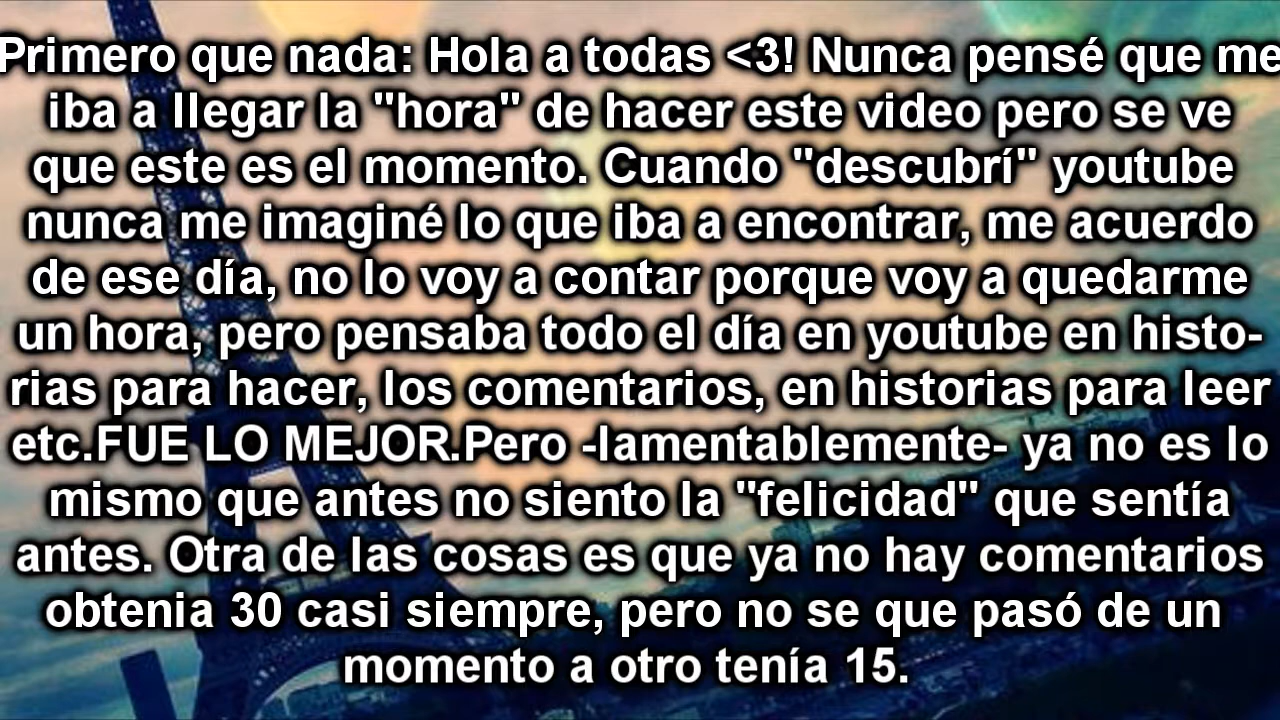 Primero que nada: Hola a todas <3! Nunca pensé que me
iba a llegar la "hora" de hacer este video pero se ve
que este es el momento. Cuando "descubrí" youtube
nunca me imaginé lo que iba a encontrar, me acuerdo
de ese día, no lo voy a contar porque voy a quedarme
un hora, pero pensaba todo el día en youtube en histo-
rias para hacer, los comentarios, en historias para leer
etc.FUE LO MEJOR.Pero -lamentablemente- ya no es lo
mismo que antes no siento la "felicidad" que sentía
antes. Otra de las cosas es que ya no hay comentarios
obtenia 30 casi siempre, pero no se que pasó de un
momento a otro tenía 15.